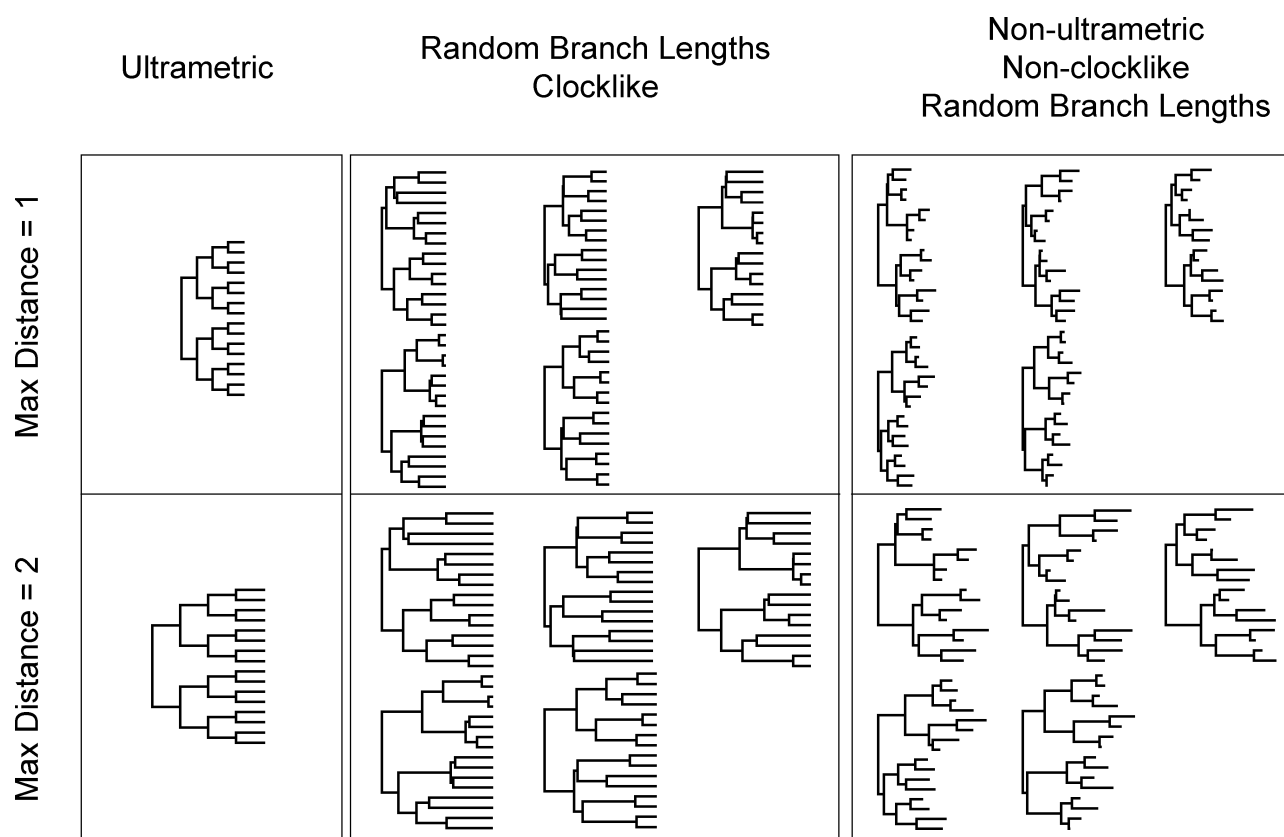 Ultrametric
Random Branch Lengths
Clocklike
Non-ultrametric
Non-clocklike
Random Branch Lengths
Max Distance = 1
Max Distance = 2